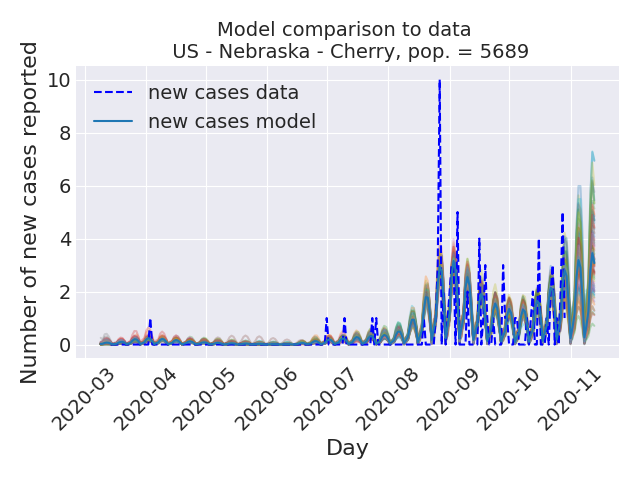 Model comparison to data
US - Nebraska - Cherry, pop. = 5689
Number of new cases reported
10
8
6
4
2
0
new cases data
new cases model
2020-03
2020-04
2020-05
2020-06
2020-07
2020-08
2020-09
2020-10
2020-11
Day